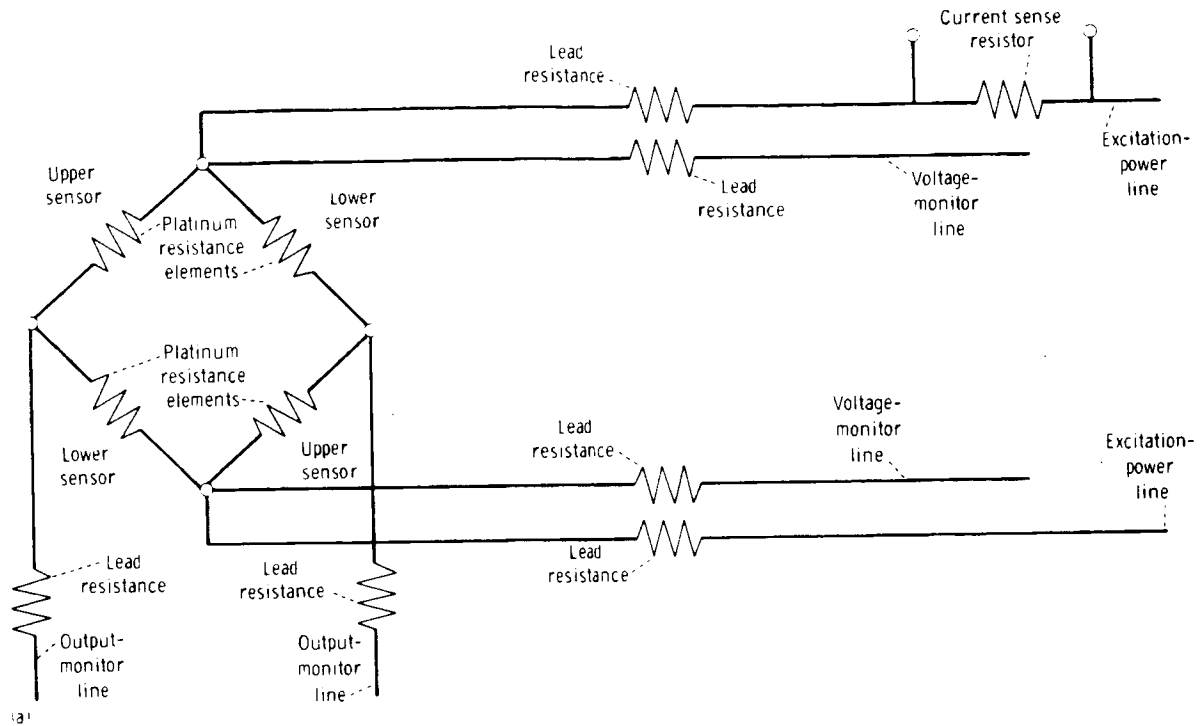 Current sense
resistor
Lead
resistance
Excitation-
power
line
Upper
sensor
Lower
sensor
Lead
resistance
Voltage-
monitor
line
Platinum
resistance
elements
Platinum
resistance
elements
Lower
sensor
Upper
sensor
Lead
resistance
Voltage-
monitor
line
Excitation-
power
line
Lead
resistance
Lead
resistance
Lead
resistance
Output-
monitor
line
Output-
monitor
line
(a)